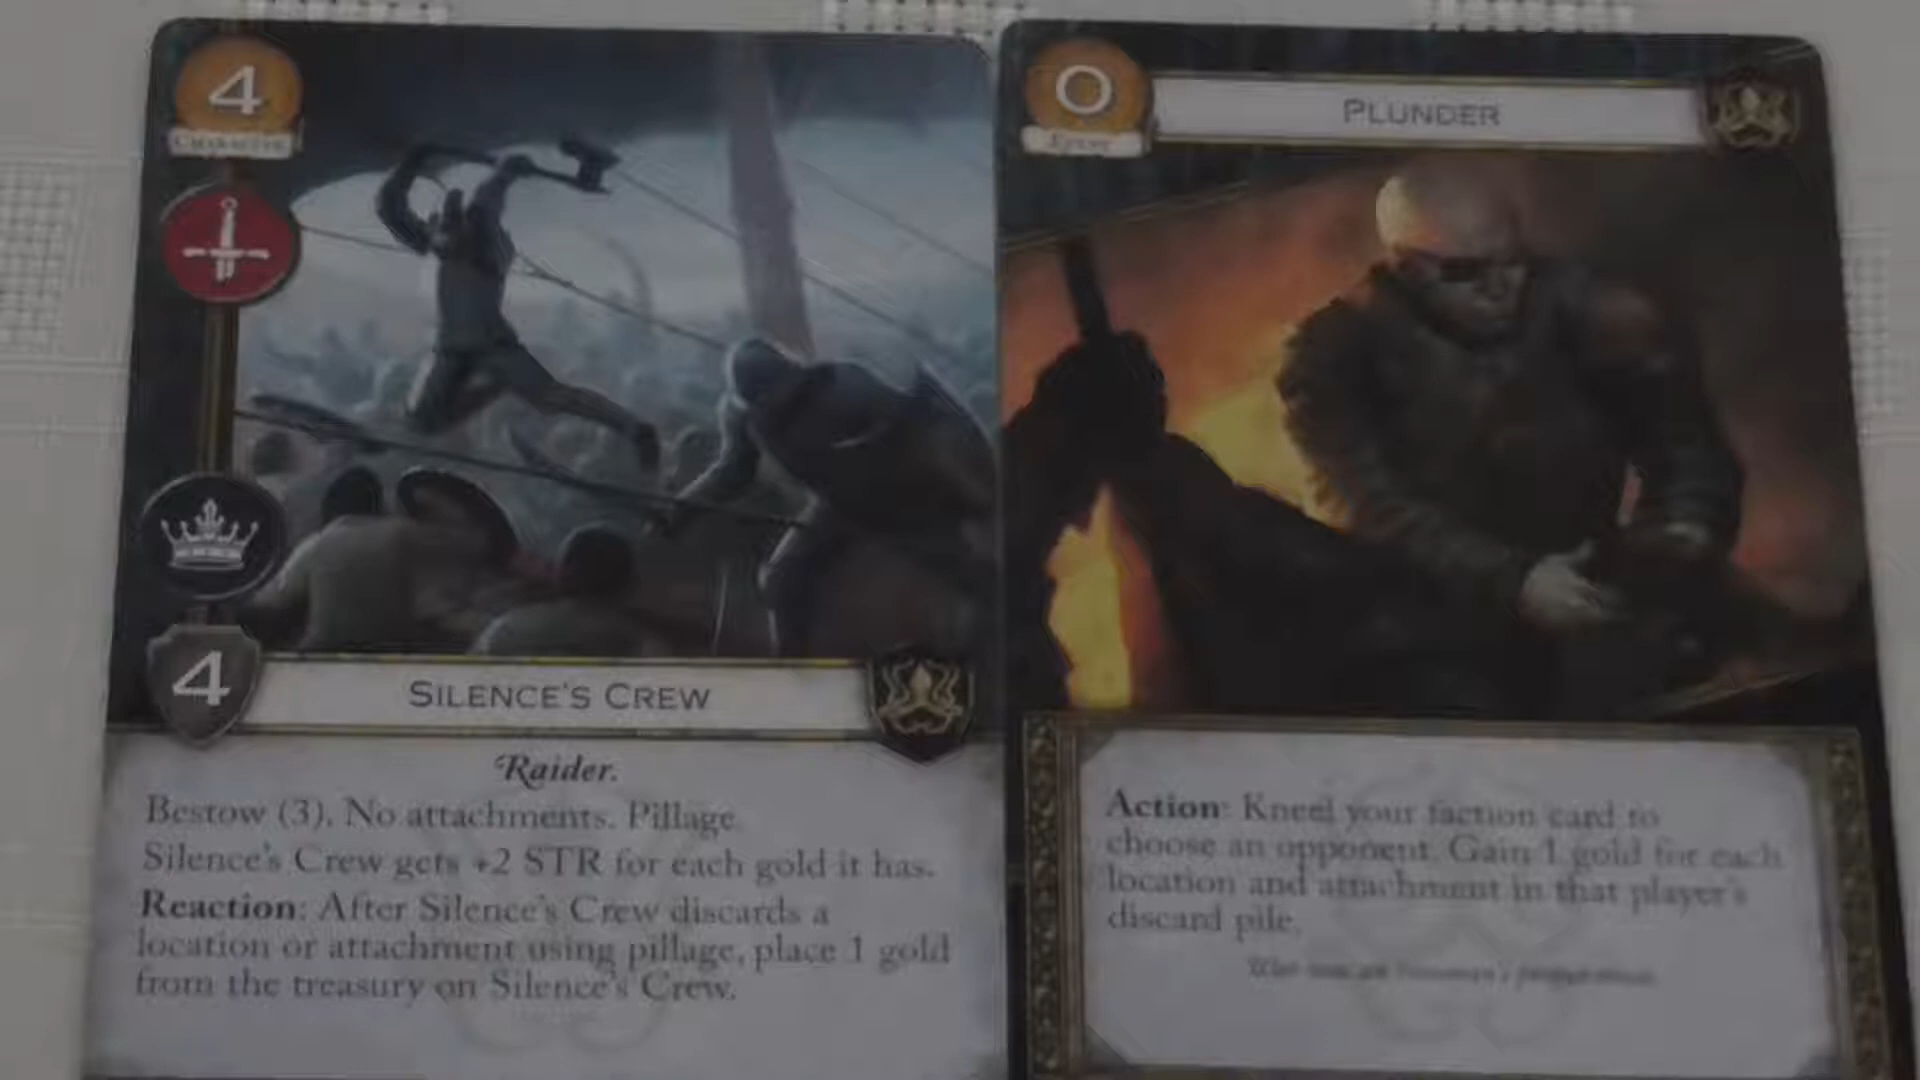 4
CHARACTER
4
SILENCE'S CREW
Raider.
Bestow (3). No attachments. Pillage.
Silence's Crew gets +2 STR for each gold it has.
Reaction: After Silence's Crew discards a
location or attachment using pillage, place 1 gold
from the treasury on Silence's Crew.
0
EVENT
PLUNDER
Action: Kneel your faction card to
choose an opponent. Gain 1 gold for each
location and attachment in that player's
discard pile.